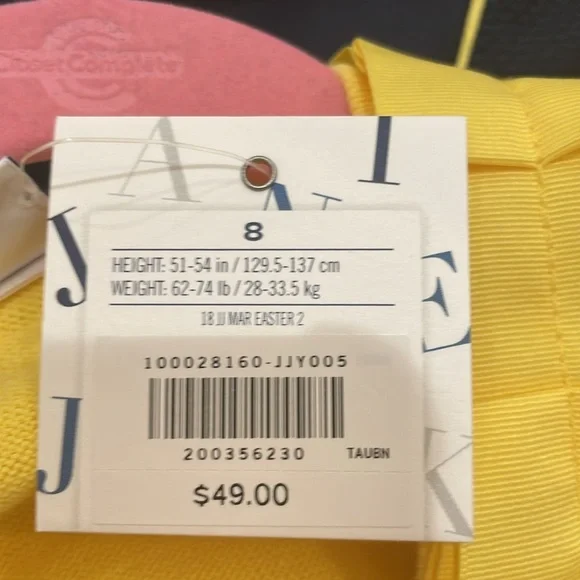 ClosetComplete
8
HEIGHT: 51-54 in / 129.5-137 cm
WEIGHT: 62-74 lb / 28-33.5 kg
18 JJ MAR EASTER 2
100028160-JJY005
200356230 TAUBN
$49.00